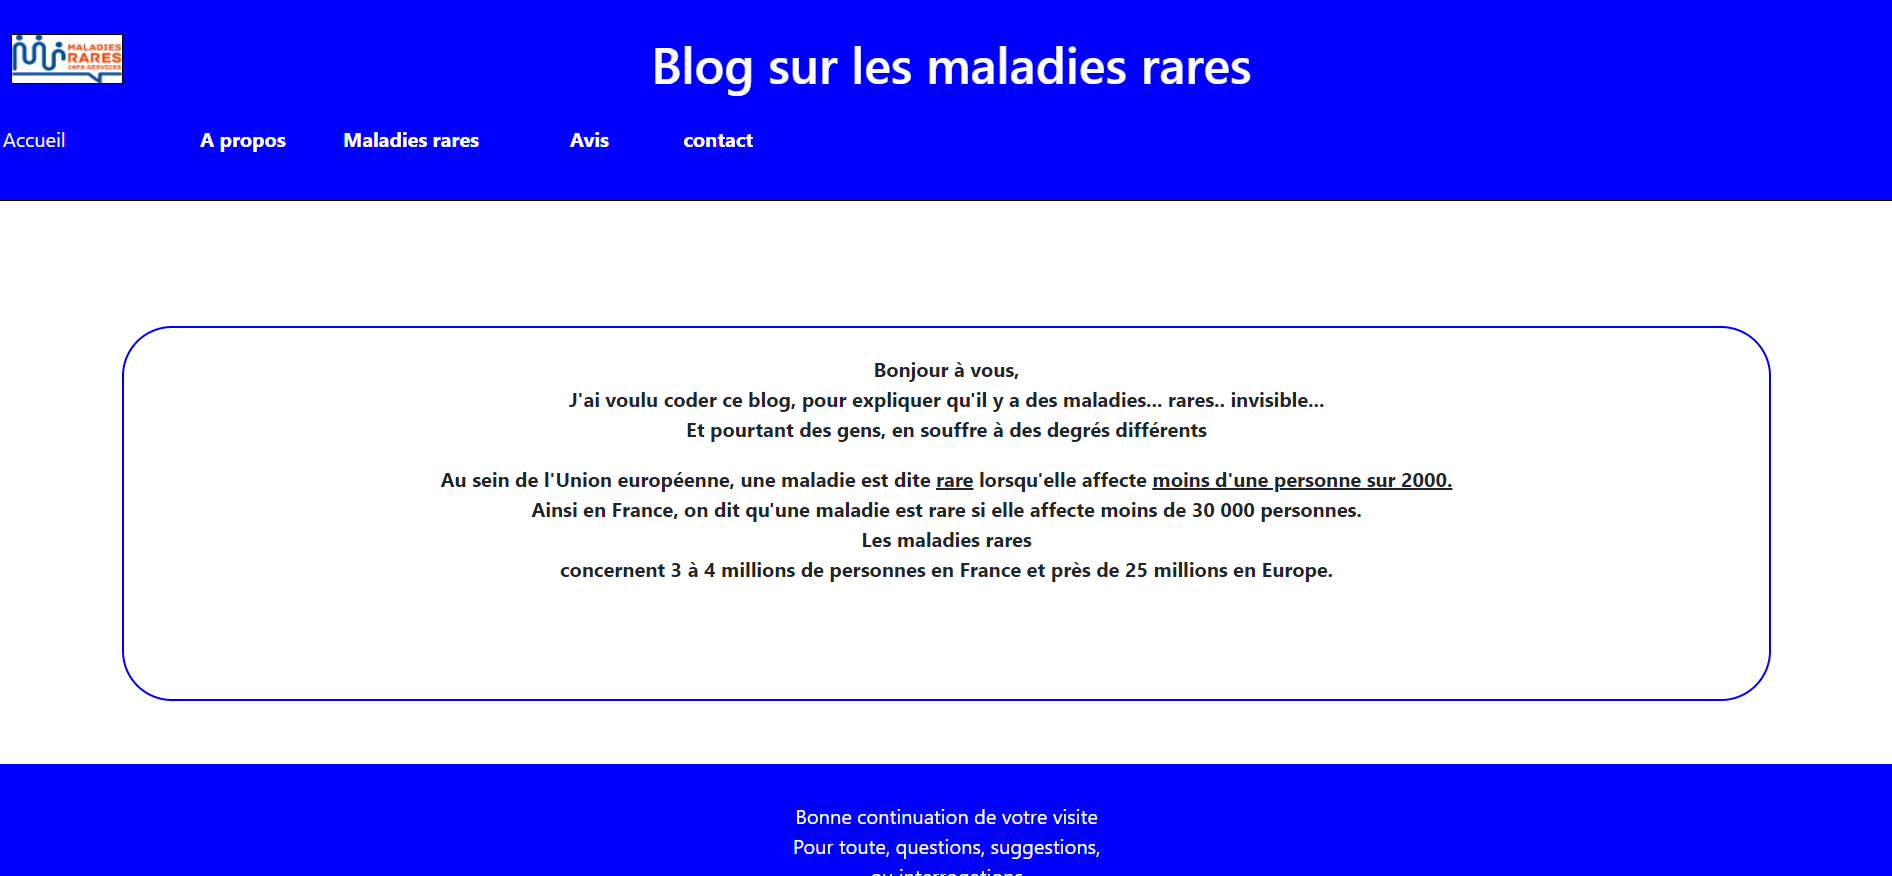 MALADIES
RARES
INFO SERVICES
Blog sur les maladies rares
Accueil A propos Maladies rares Avis contact
Bonjour à vous,
J'ai voulu coder ce blog, pour expliquer qu'il y a des maladies... rares.. invisible...
Et pourtant des gens, en souffre à des degrés différents
Au sein de l'Union européenne, une maladie est dite rare lorsqu'elle affecte moins d'une personne sur 2000.
Ainsi en France, on dit qu'une maladie est rare si elle affecte moins de 30 000 personnes.
Les maladies rares
concernent 3 à 4 millions de personnes en France et près de 25 millions en Europe.
Bonne continuation de votre visite
Pour toute, questions, suggestions,
ou interrogations